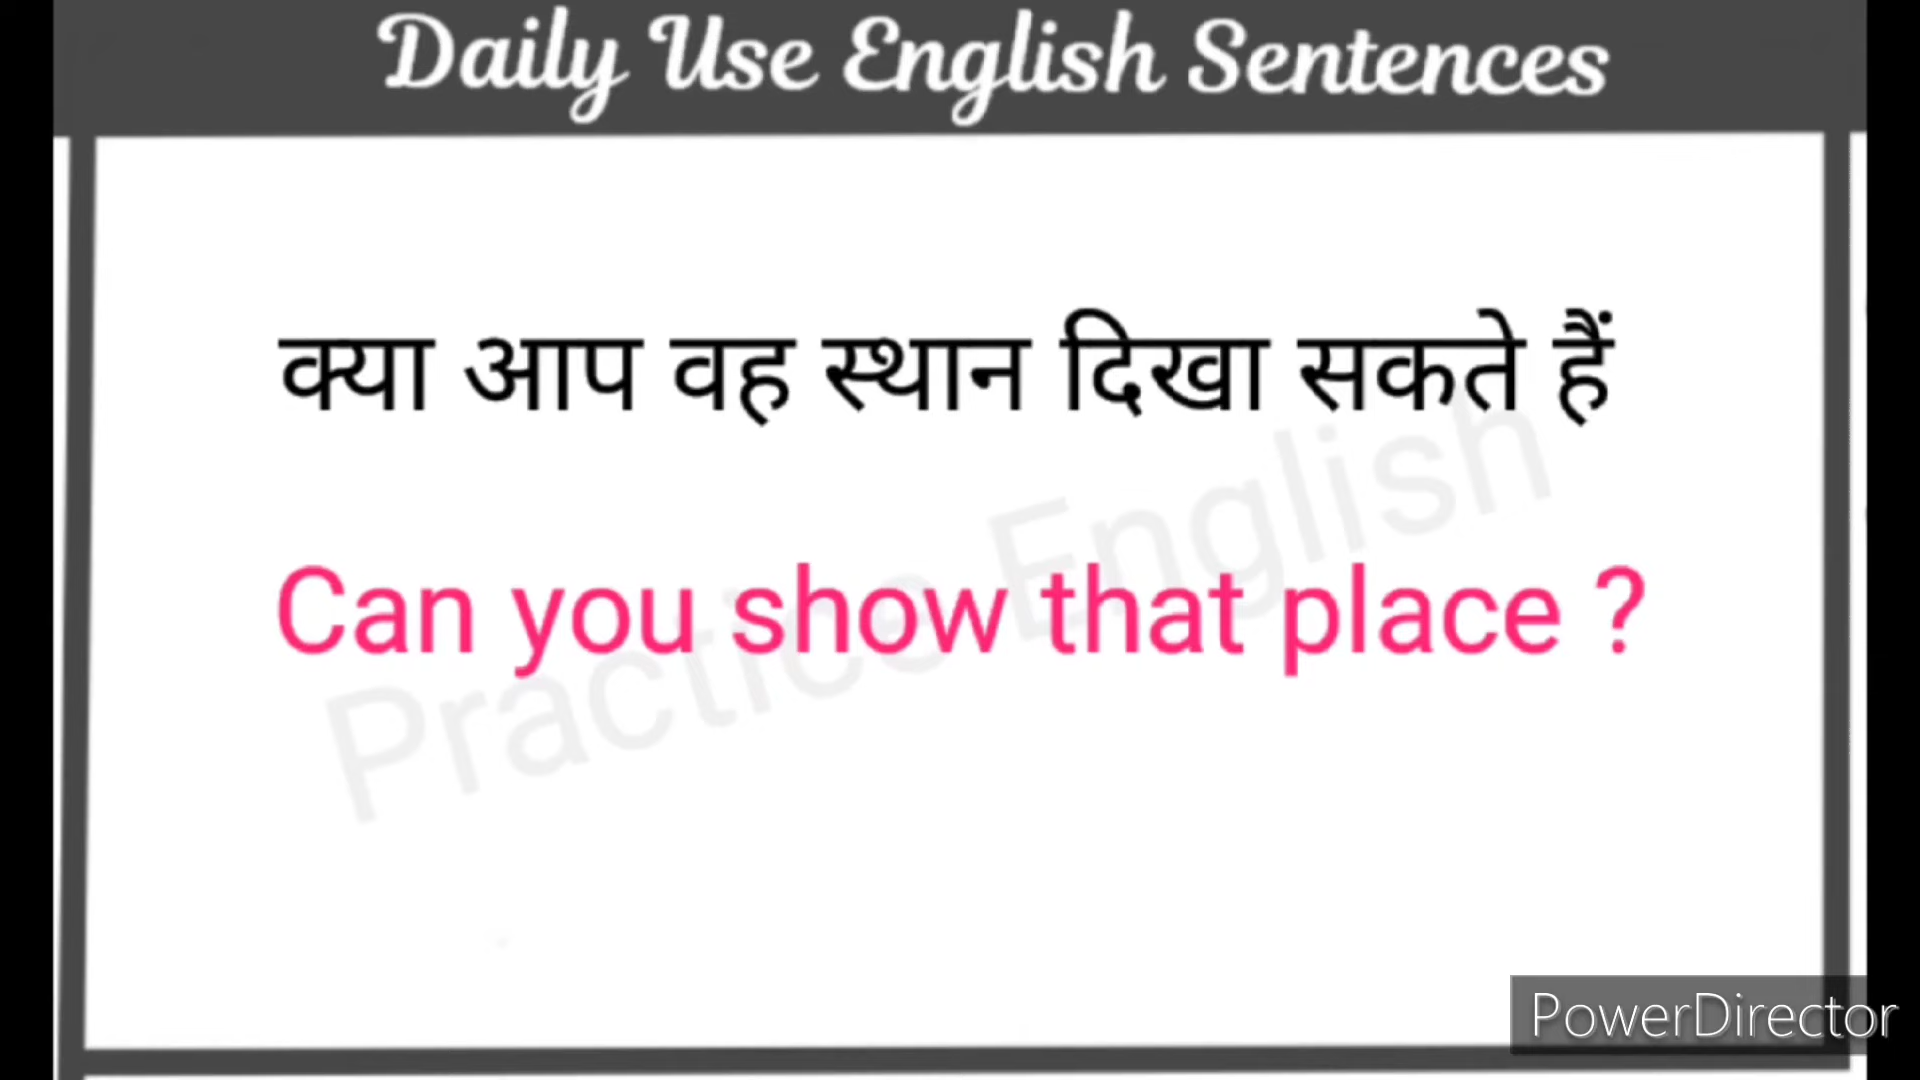 Daily Use English Sentences
क्या आप वह स्थान दिखा सकते हैं
Can you show that place ?
Practice English
PowerDirector